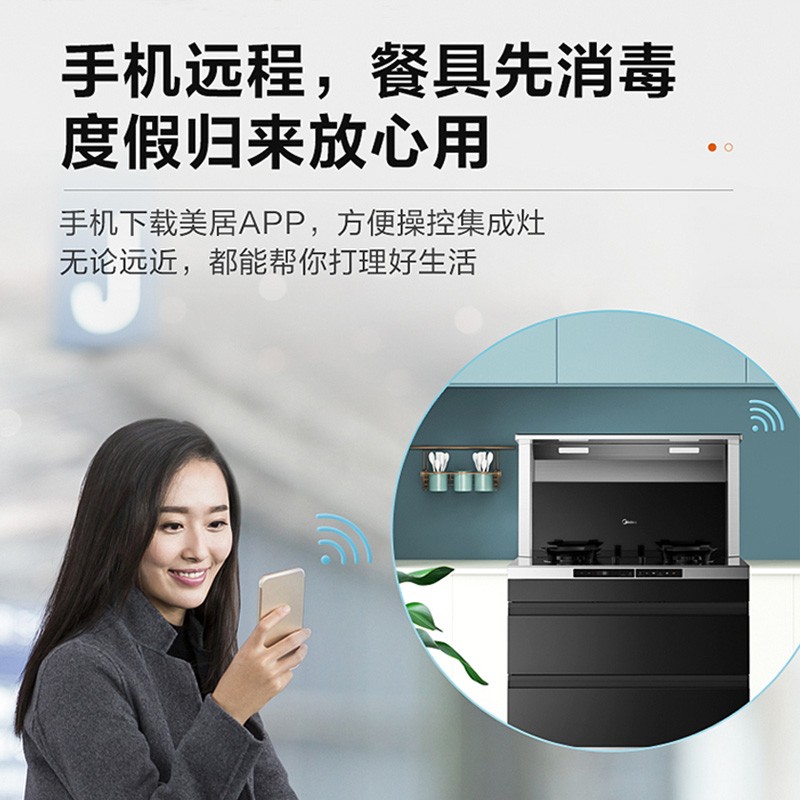 手机远程，餐具先消毒
度假归来放心用
手机下载美居APP，方便操控集成灶
无论远近，都能帮你打理好生活
J
Midea